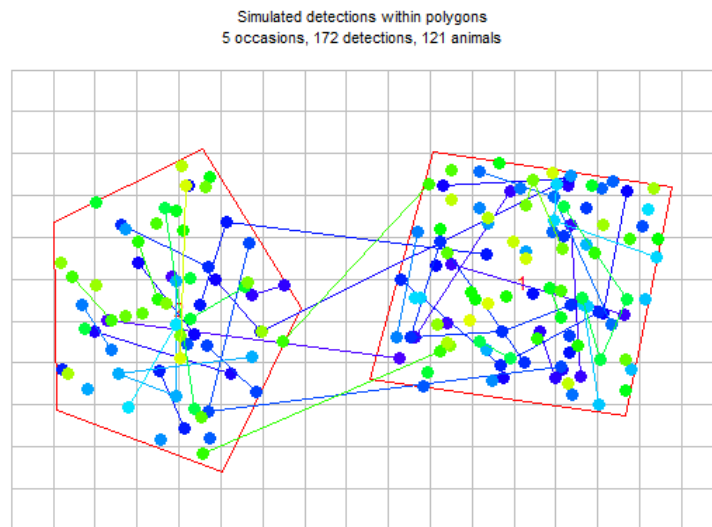 Simulated detections within polygons
5 occasions, 172 detections, 121 animals
1